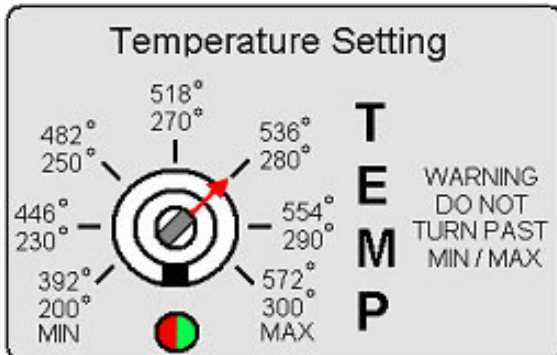 Temperature Setting
518°
270°
482°
250°
536°
280°
446°
230°
554°
290°
392°
200°
MIN
572°
300°
MAX
T
E
M
P
WARNING
DO NOT
TURN PAST
MIN / MAX